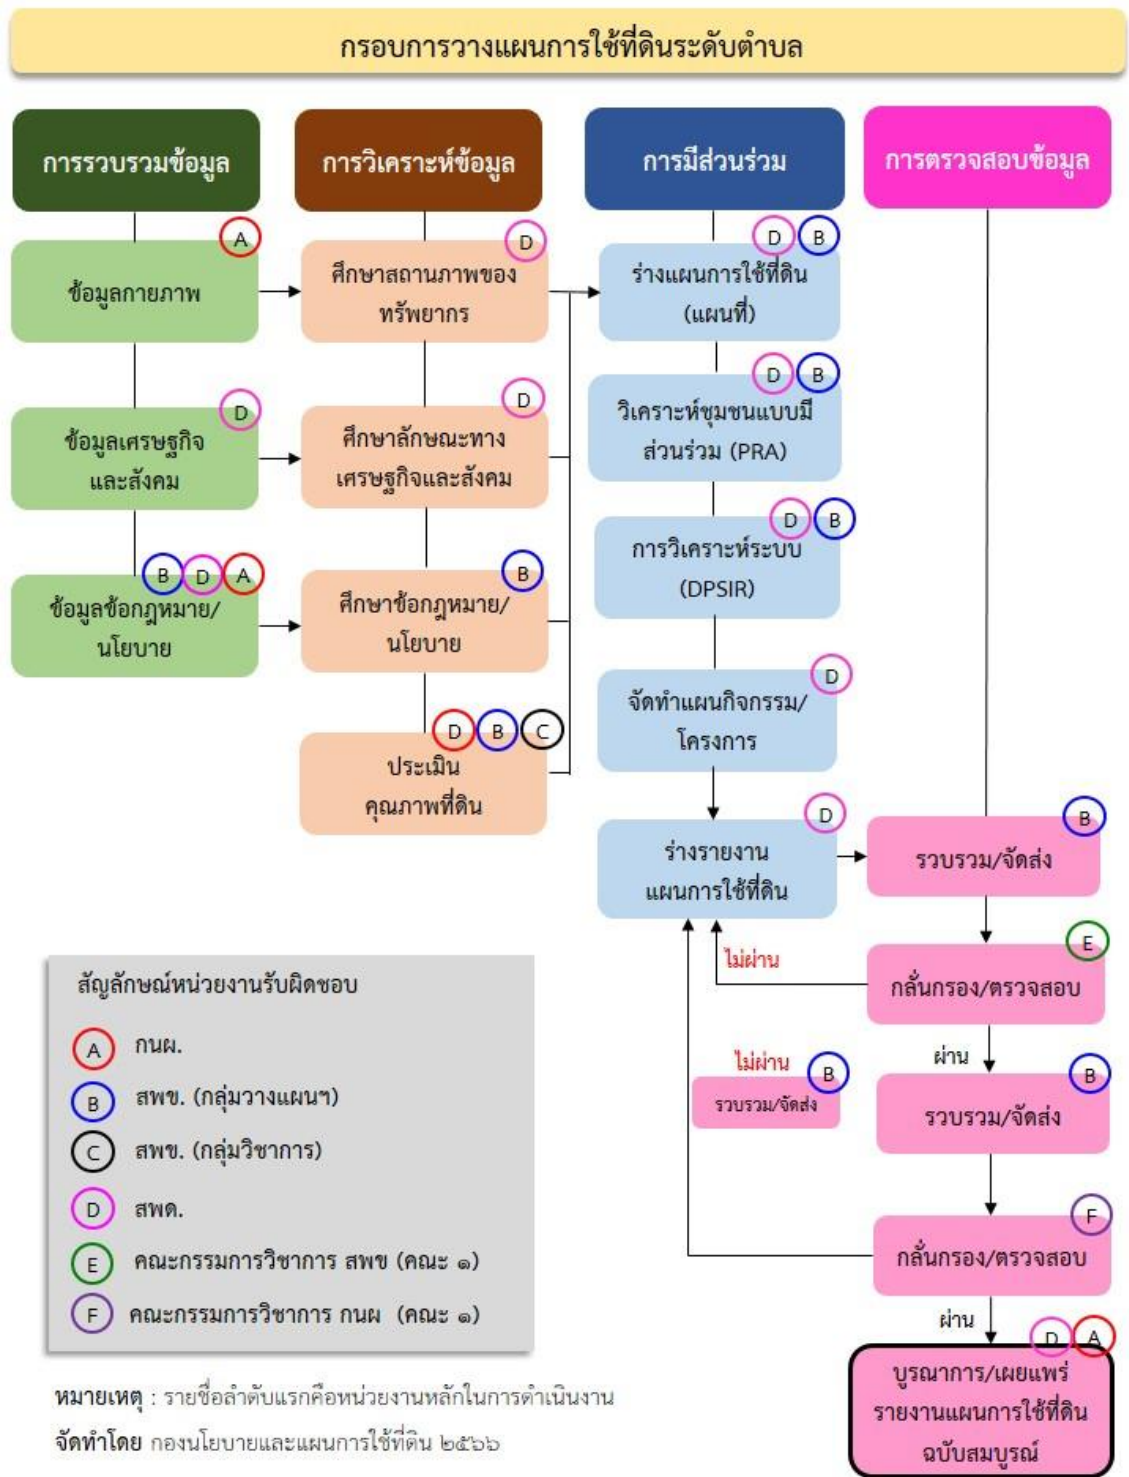 กรอบการวางแผนการใช้ที่ดินระดับตำบล
การรวบรวมข้อมูล
A
ข้อมูลกายภาพ
D
ข้อมูลเศรษฐกิจ
และสังคม
B D A
ข้อมูลข้อกฎหมาย/
นโยบาย
การวิเคราะห์ข้อมูล
D
ศึกษาสถานภาพของ
ทรัพยากร
D
ศึกษาลักษณะทาง
เศรษฐกิจและสังคม
B
ศึกษาข้อกฎหมาย/
นโยบาย
D B C
ประเมิน
คุณภาพที่ดิน
การมีส่วนร่วม
D B
ร่างแผนการใช้ที่ดิน
(แผนที่)
D B
วิเคราะห์ชุมชนแบบมี
ส่วนร่วม (PRA)
D B
การวิเคราะห์ระบบ
(DPSIR)
D
จัดทำแผนกิจกรรม/
โครงการ
D
ร่างรายงาน
แผนการใช้ที่ดิน
การตรวจสอบข้อมูล
B
รวบรวม/จัดส่ง
E
กลั่นกรอง/ตรวจสอบ
ไม่ผ่าน
ผ่าน
B
รวบรวม/จัดส่ง
ไม่ผ่าน
B
รวบรวม/จัดส่ง
F
กลั่นกรอง/ตรวจสอบ
ผ่าน
D A
บูรณาการ/เผยแพร่
รายงานแผนการใช้ที่ดิน
ฉบับสมบูรณ์
สัญลักษณ์หน่วยงานรับผิดชอบ
A กนผ.
B สพข. (กลุ่มวางแผนฯ)
C สพข. (กลุ่มวิชาการ)
D สพด.
E คณะกรรมการวิชาการ สพข (คณะ ๑)
F คณะกรรมการวิชาการ กนผ (คณะ ๑)
หมายเหตุ : รายชื่อลำดับแรกคือหน่วยงานหลักในการดำเนินงาน
จัดทำโดย กองนโยบายและแผนการใช้ที่ดิน ๒๕๖๖